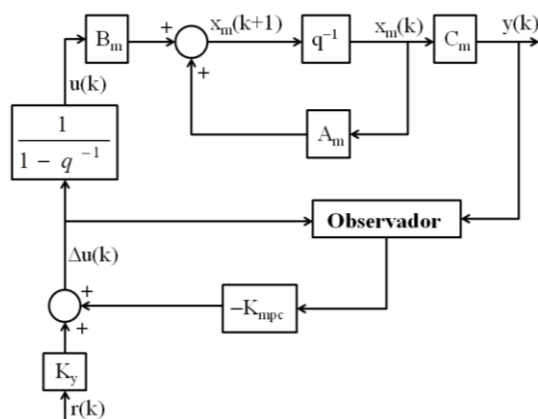 B_m
x_m(k+1)
q⁻¹
x_m(k)
C_m
y(k)
+
+
u(k)
A_m
1
1 − q ⁻¹
Observador
Δu(k)
+
+
−K_mpc
K_y
r(k)